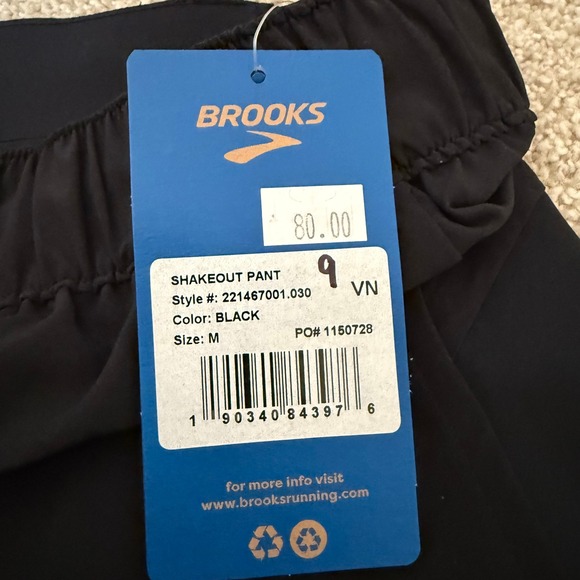 BROOKS
80.00
SHAKEOUT PANT 9
Style #: 221467001.030 VN
Color: BLACK
Size: M PO# 1150728
1 90340 84397 6
for more info visit
www.brooksrunning.com